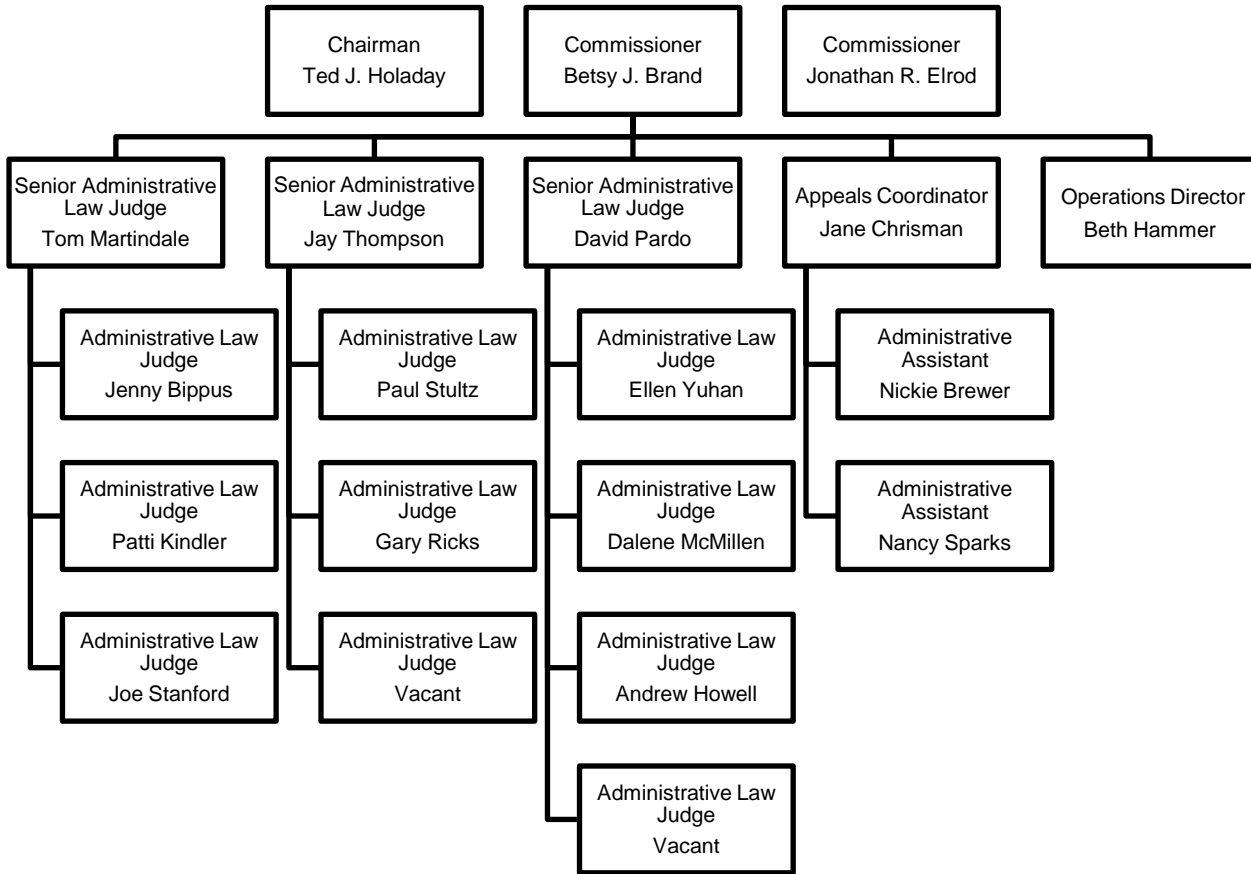 Chairman
Ted J. Holaday
Commissioner
Betsy J. Brand
Commissioner
Jonathan R. Elrod
Senior Administrative
Law Judge
Tom Martindale
Senior Administrative
Law Judge
Jay Thompson
Senior Administrative
Law Judge
David Pardo
Appeals Coordinator
Jane Chrisman
Operations Director
Beth Hammer
Administrative Law
Judge
Jenny Bippus
Administrative Law
Judge
Paul Stultz
Administrative Law
Judge
Ellen Yuhan
Administrative
Assistant
Nickie Brewer
Administrative Law
Judge
Patti Kindler
Administrative Law
Judge
Gary Ricks
Administrative Law
Judge
Dalene McMillen
Administrative
Assistant
Nancy Sparks
Administrative Law
Judge
Joe Stanford
Administrative Law
Judge
Vacant
Administrative Law
Judge
Andrew Howell
Administrative Law
Judge
Vacant